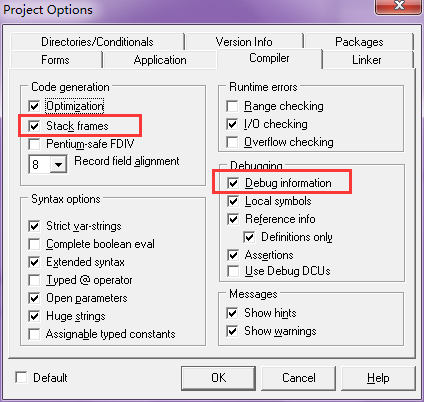 Project Options
Directories/Conditionals
Version Info
Packages
Forms
Application
Compiler
Linker
Code generation
Optimization
Stack frames
Pentium-safe FDIV
8
Record field alignment
Syntax options
Strict var-strings
Complete boolean eval
Extended syntax
Typed @ operator
Open parameters
Huge strings
Assignable typed constants
Runtime errors
Range checking
I/O checking
Overflow checking
Debugging
Debug information
Local symbols
Reference info
Definitions only
Assertions
Use Debug DCUs
Messages
Show hints
Show warnings
Default
OK
Cancel
Help